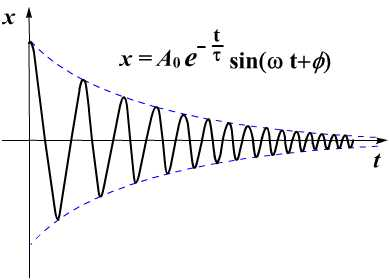 x
x = A₀ e^(-t/τ) sin(ω t+ϕ)
t